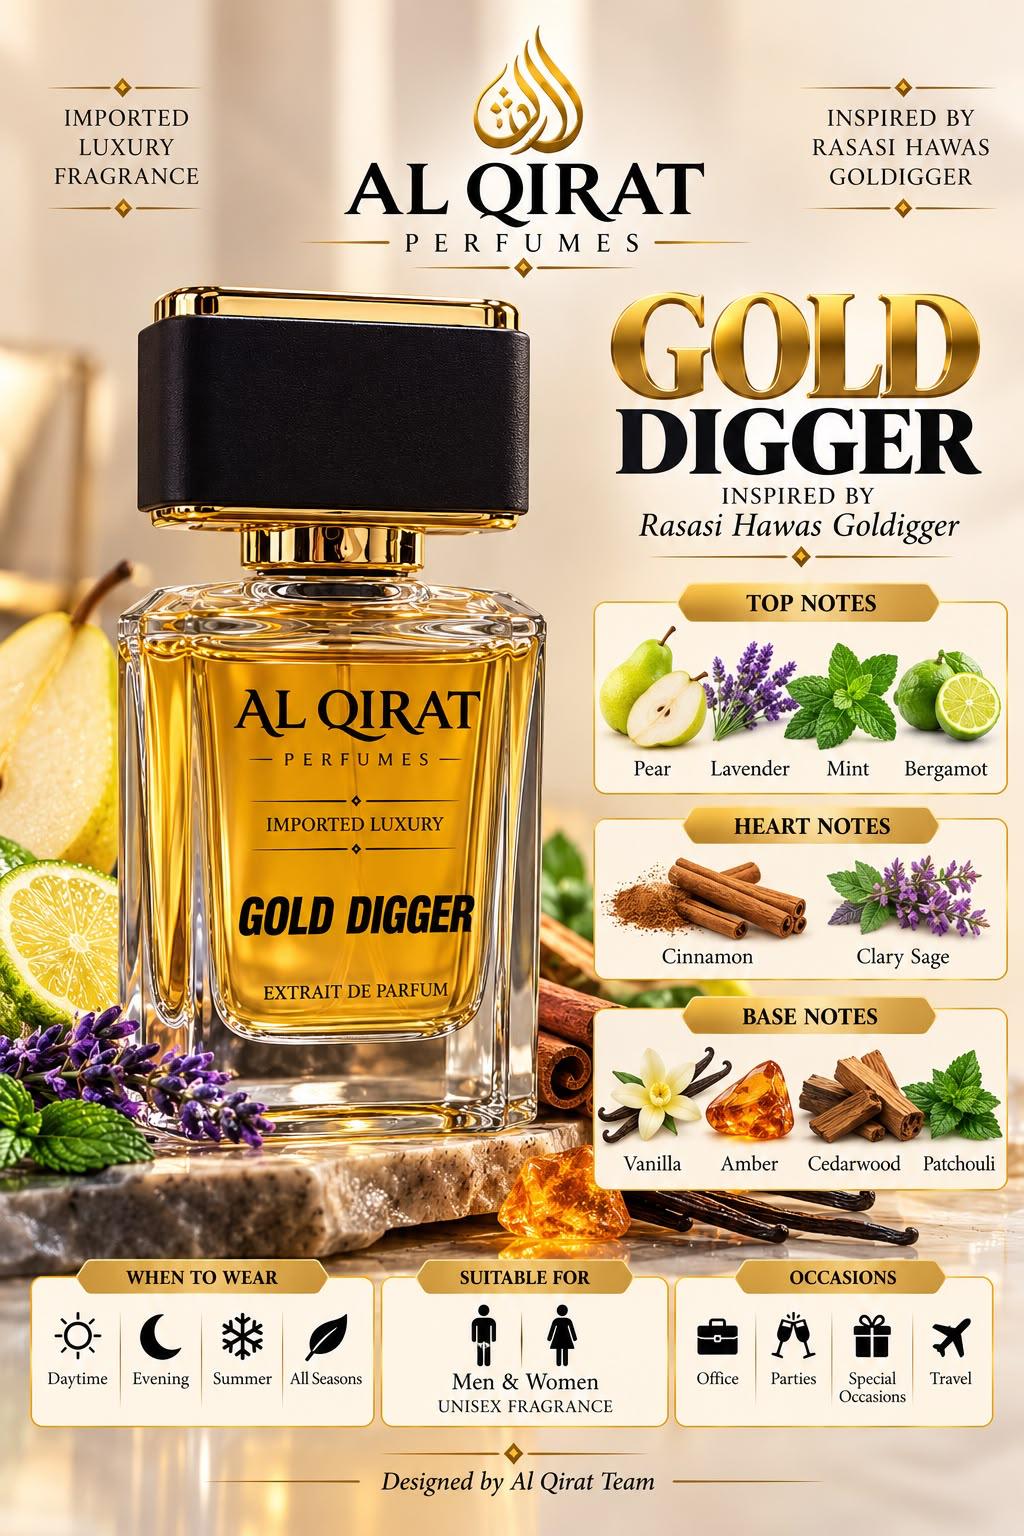 IMPORTED
LUXURY
FRAGRANCE
AL QIRAT
PERFUMES
INSPIRED BY
RASASI HAWAS
GOLDIGGER
GOLD
DIGGER
INSPIRED BY
Rasasi Hawas Goldigger
AL QIRAT
PERFUMES
IMPORTED LUXURY
GOLD DIGGER
EXTRAIT DE PARFUM
TOP NOTES
Pear Lavender Mint Bergamot
HEART NOTES
Cinnamon Clary Sage
BASE NOTES
Vanilla Amber Cedarwood Patchouli
WHEN TO WEAR
Daytime Evening Summer All Seasons
SUITABLE FOR
Men & Women
UNISEX FRAGRANCE
OCCASIONS
Office Parties Special Occasions Travel
Designed by Al Qirat Team